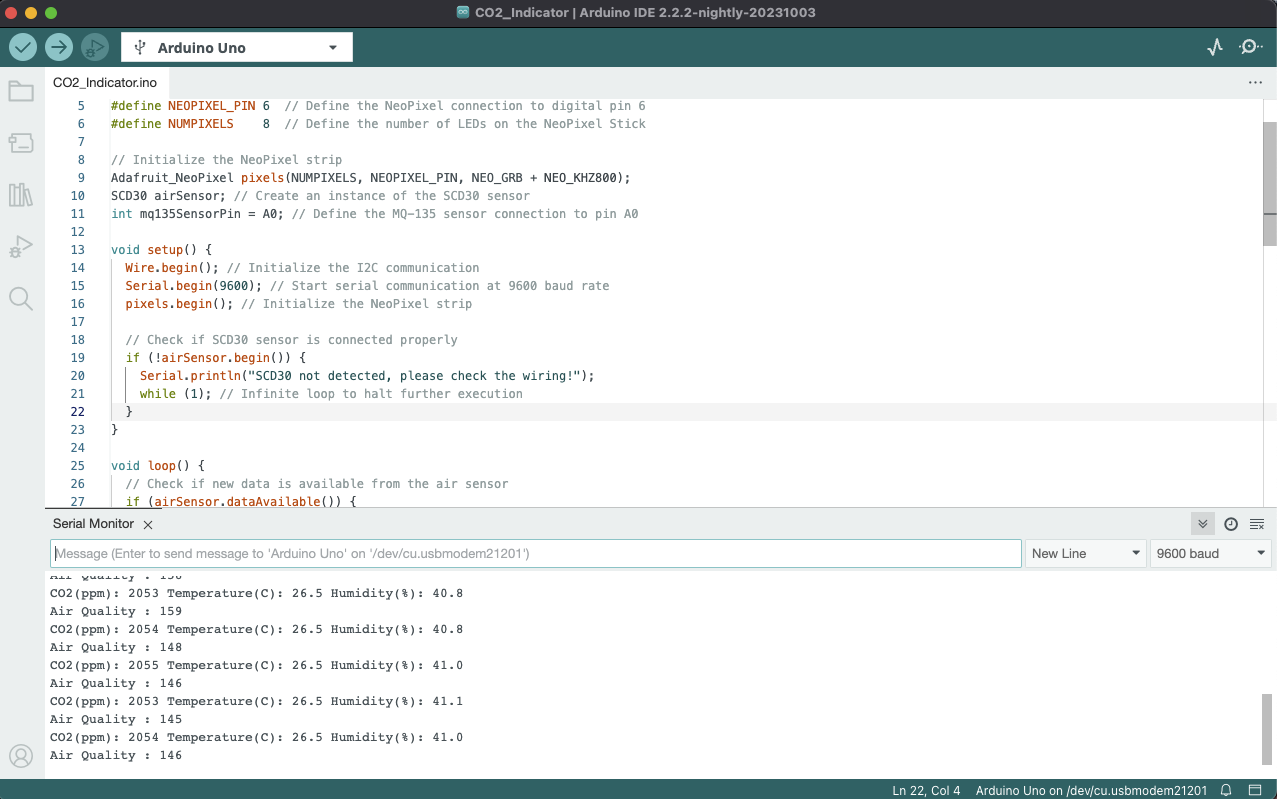 CO2_Indicator | Arduino IDE 2.2.2-nightly-20231003
Arduino Uno
CO2_Indicator.ino
5 #define NEOPIXEL_PIN 6  // Define the NeoPixel connection to digital pin 6
6 #define NUMPIXELS    8  // Define the number of LEDs on the NeoPixel Stick
7
8 // Initialize the NeoPixel strip
9 Adafruit_NeoPixel pixels(NUMPIXELS, NEOPIXEL_PIN, NEO_GRB + NEO_KHZ800);
10 SCD30 airSensor; // Create an instance of the SCD30 sensor
11 int mq135SensorPin = A0; // Define the MQ-135 sensor connection to pin A0
12
13 void setup() {
14   Wire.begin(); // Initialize the I2C communication
15   Serial.begin(9600); // Start serial communication at 9600 baud rate
16   pixels.begin(); // Initialize the NeoPixel strip
17
18   // Check if SCD30 sensor is connected properly
19   if (!airSensor.begin()) {
20     Serial.println("SCD30 not detected, please check the wiring!");
21     while (1); // Infinite loop to halt further execution
22   }
23 }
24
25 void loop() {
26   // Check if new data is available from the air sensor
27   if (airSensor.dataAvailable()) {
Serial Monitor
Message (Enter to send message to 'Arduino Uno' on '/dev/cu.usbmodem21201')
New Line
9600 baud
Air Quality :
CO2(ppm): 2053 Temperature(C): 26.5 Humidity(%): 40.8
Air Quality : 159
CO2(ppm): 2054 Temperature(C): 26.5 Humidity(%): 40.8
Air Quality : 148
CO2(ppm): 2055 Temperature(C): 26.5 Humidity(%): 41.0
Air Quality : 146
CO2(ppm): 2053 Temperature(C): 26.5 Humidity(%): 41.1
Air Quality : 145
CO2(ppm): 2054 Temperature(C): 26.5 Humidity(%): 41.0
Air Quality : 146
Ln 22, Col 4
Arduino Uno on /dev/cu.usbmodem21201